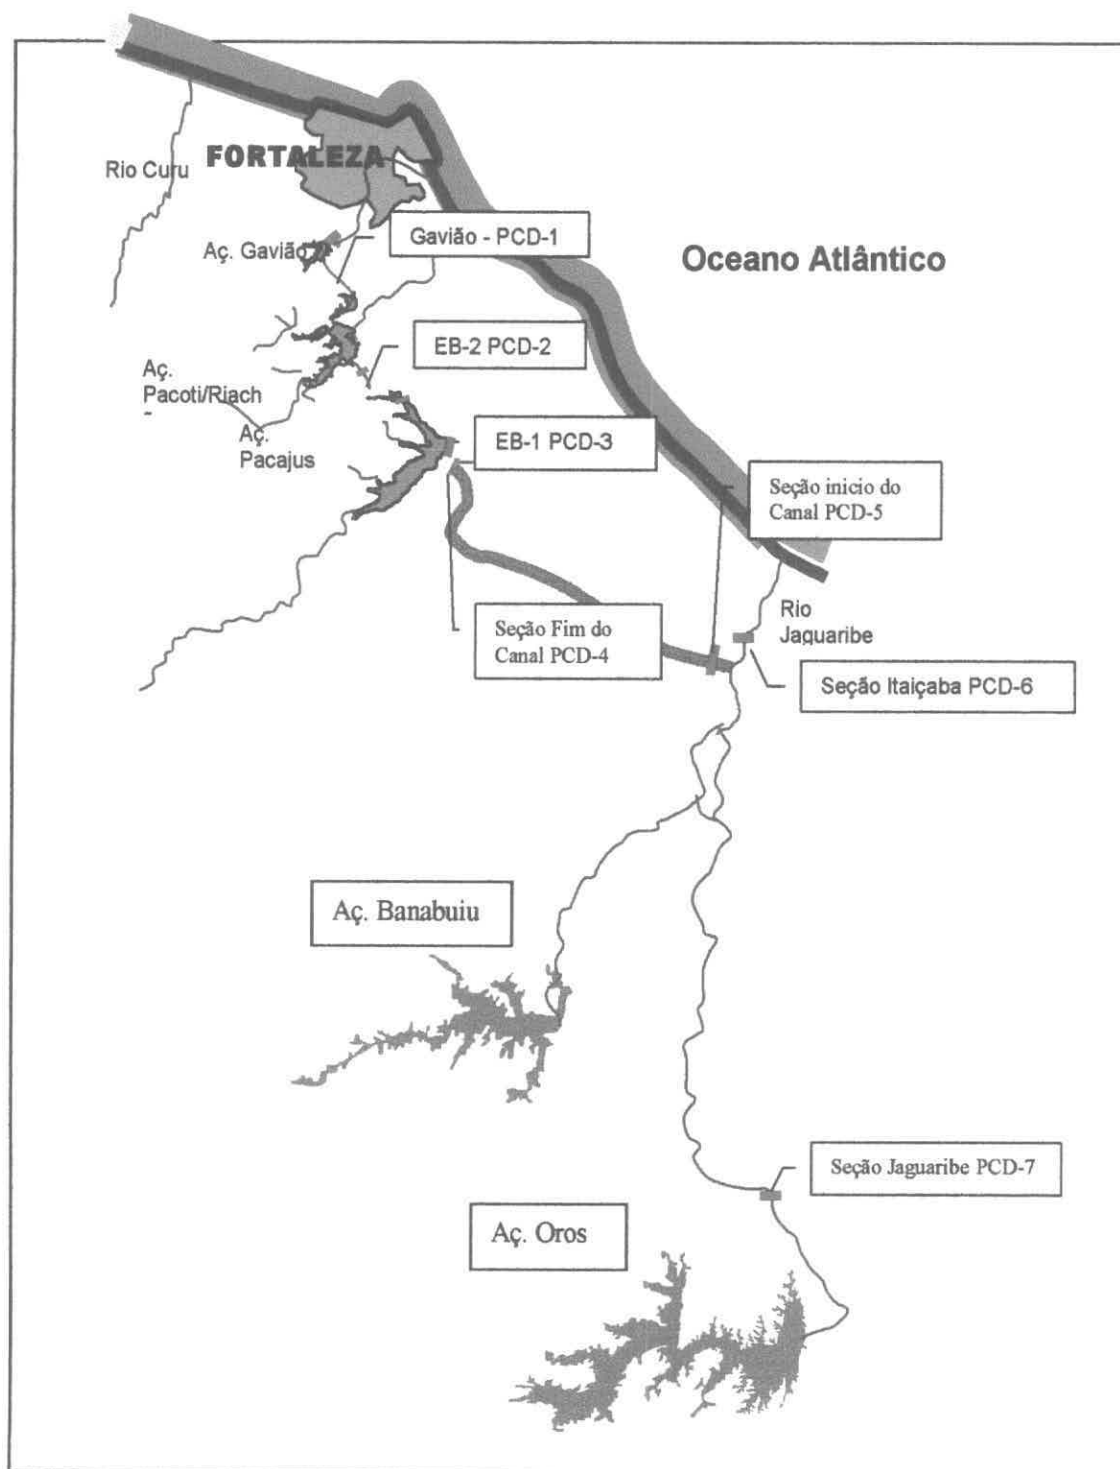 Rio Curu
FORTALEZA
Aç. Gavião
Gavião - PCD-1
Oceano Atlântico
EB-2 PCD-2
Aç.
Pacoti/Riach
-
Aç.
Pacajus
EB-1 PCD-3
Seção inicio do
Canal PCD-5
Seção Fim do
Canal PCD-4
Rio
Jaguaribe
Seção Itaiçaba PCD-6
Aç. Banabuiu
Seção Jaguaribe PCD-7
Aç. Oros